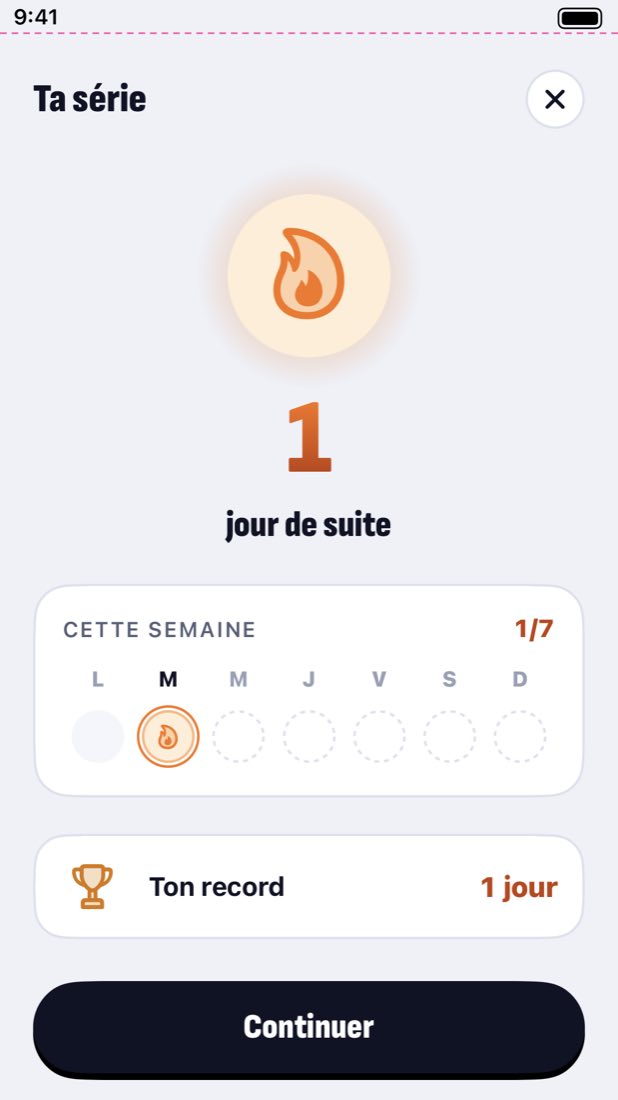 9:41
Ta série
1
jour de suite
CETTE SEMAINE 1/7
L M M J V S D
Ton record 1 jour
Continuer